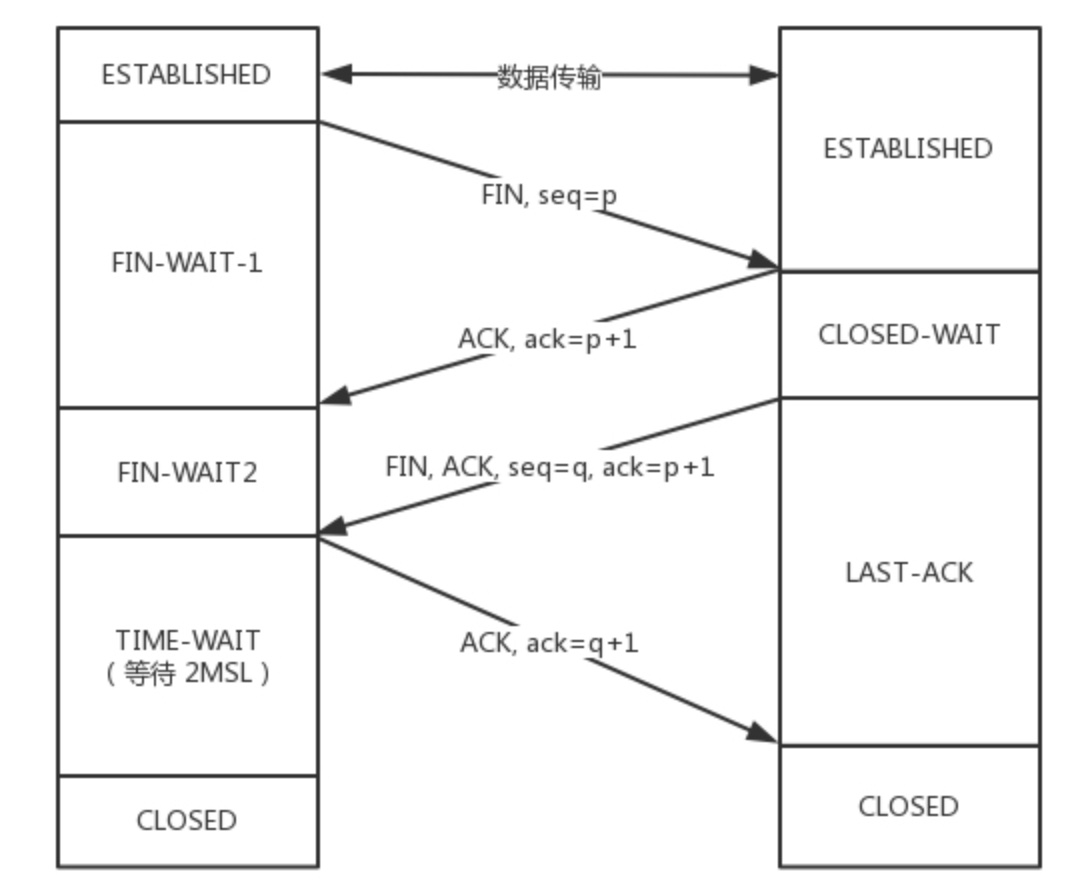 ESTABLISHED
数据传输
ESTABLISHED
FIN, seq=p
FIN-WAIT-1
ACK, ack=p+1
CLOSED-WAIT
FIN-WAIT2
FIN, ACK, seq=q, ack=p+1
LAST-ACK
TIME-WAIT
（等待 2MSL）
ACK, ack=q+1
CLOSED
CLOSED